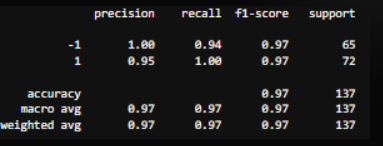 precision recall f1-score support
-1 1.00 0.94 0.97 65
1 0.95 1.00 0.97 72
accuracy 0.97 137
macro avg 0.97 0.97 0.97 137
weighted avg 0.97 0.97 0.97 137